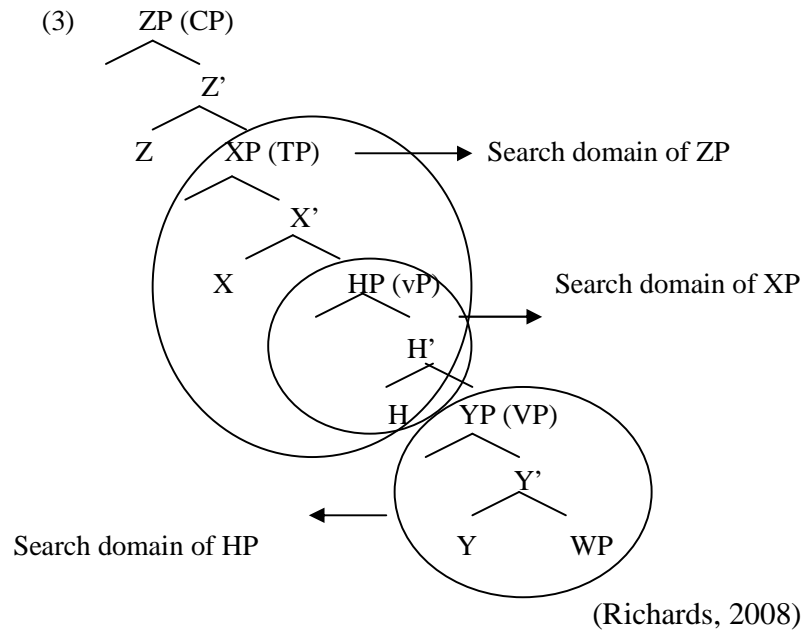 (3) ZP (CP)
Z’
Z XP (TP) Search domain of ZP
X’
X HP (vP) Search domain of XP
H’
H YP (VP)
Y’
Search domain of HP Y WP
(Richards, 2008)